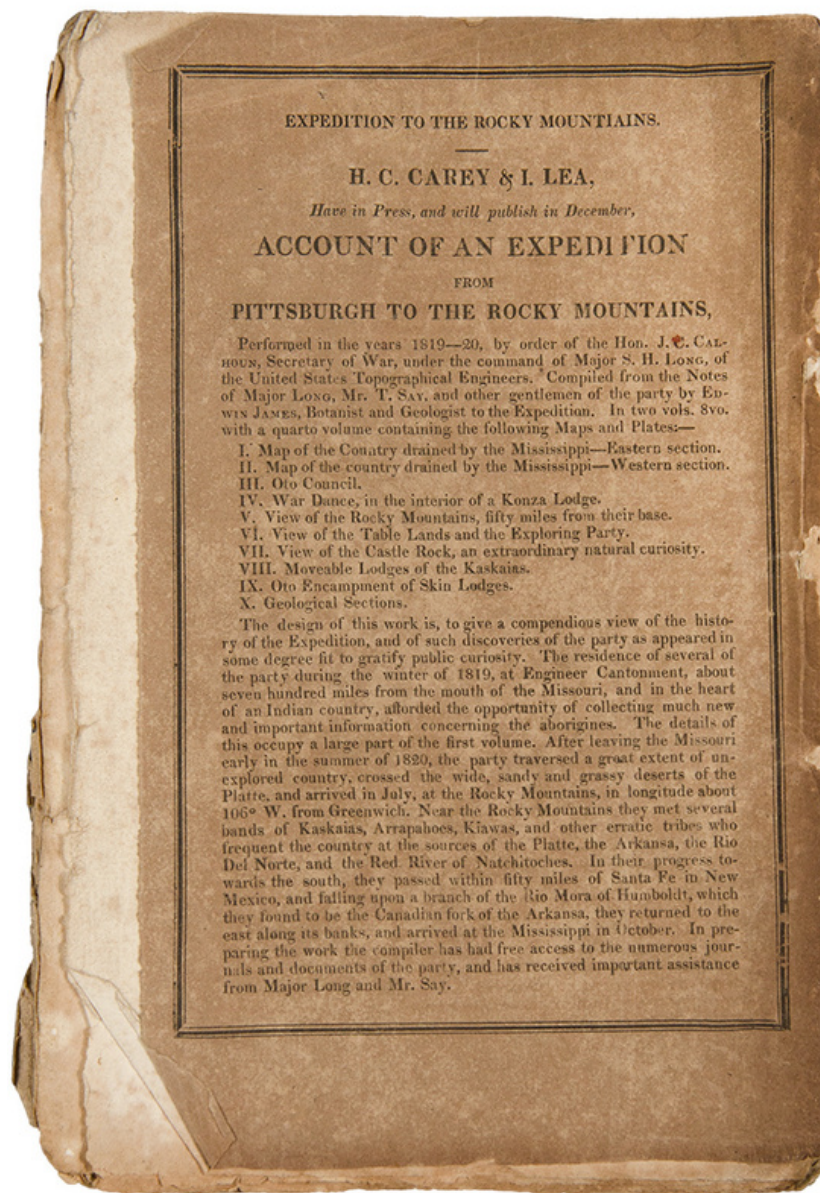 EXPEDITION TO THE ROCKY MOUNTIAINS.
H. C. CAREY & I. LEA,
Have in Press, and will publish in December,
ACCOUNT OF AN EXPEDITION
FROM
PITTSBURGH TO THE ROCKY MOUNTAINS,
Performed in the years 1819—20, by order of the Hon. J. C. CAL-
HOUN, Secretary of War, under the command of Major S. H. LONG, of
the United States Topographical Engineers. Compiled from the Notes
of Major LONG, Mr. T. SAY, and other gentlemen of the party by ED-
WIN JAMES, Botanist and Geologist to the Expedition. In two vols. 8vo.
with a quarto volume containing the following Maps and Plates:—
I. Map of the Country drained by the Mississippi—Eastern section.
II. Map of the country drained by the Mississippi—Western section.
III. Oto Council.
IV. War Dance, in the interior of a Konza Lodge.
V. View of the Rocky Mountains, fifty miles from their base.
VI. View of the Table Lands and the Exploring Party.
VII. View of the Castle Rock, an extraordinary natural curiosity.
VIII. Moveable Lodges of the Kaskaias.
IX. Oto Encampment of Skin Lodges.
X. Geological Sections.
The design of this work is, to give a compendious view of the histo-
ry of the Expedition, and of such discoveries of the party as appeared in
some degree fit to gratify public curiosity. The residence of several of
the party during the winter of 1819, at Engineer Cantonment, about
seven hundred miles from the mouth of the Missouri, and in the heart
of an Indian country, afforded the opportunity of collecting much new
and important information concerning the aborigines. The details of
this occupy a large part of the first volume. After leaving the Missouri
early in the summer of 1820, the party traversed a great extent of un-
explored country, crossed the wide, sandy and grassy deserts of the
Platte, and arrived in July, at the Rocky Mountains, in longitude about
106° W. from Greenwich. Near the Rocky Mountains they met several
bands of Kaskaias, Arrapahoes, Kiawas, and other erratic tribes who
frequent the country at the sources of the Platte, the Arkansa, the Rio
Del Norte, and the Red River of Natchitoches. In their progress to-
wards the south, they passed within fifty miles of Santa Fe in New
Mexico, and falling upon a branch of the Rio Mora of Humboldt, which
they found to be the Canadian fork of the Arkansa, they returned to the
east along its banks, and arrived at the Mississippi in October. In pre-
paring the work the compiler has had free access to the numerous jour-
nals and documents of the party, and has received important assistance
from Major Long and Mr. Say.